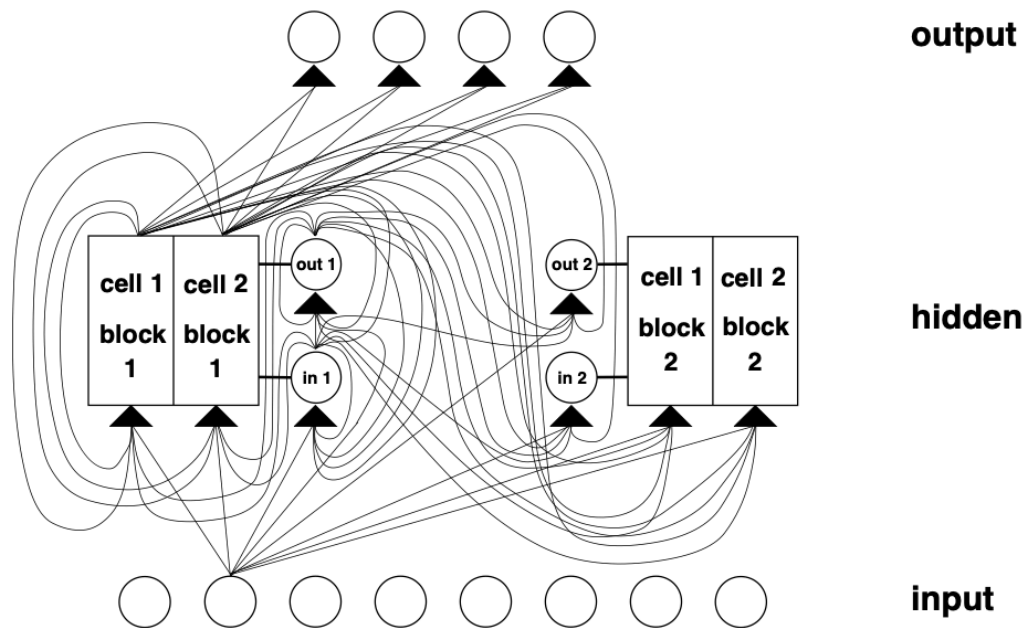 output
out 1
out 2
cell 1
cell 2
cell 1
cell 2
block
block
block
block
1
1
2
2
hidden
in 1
in 2
input